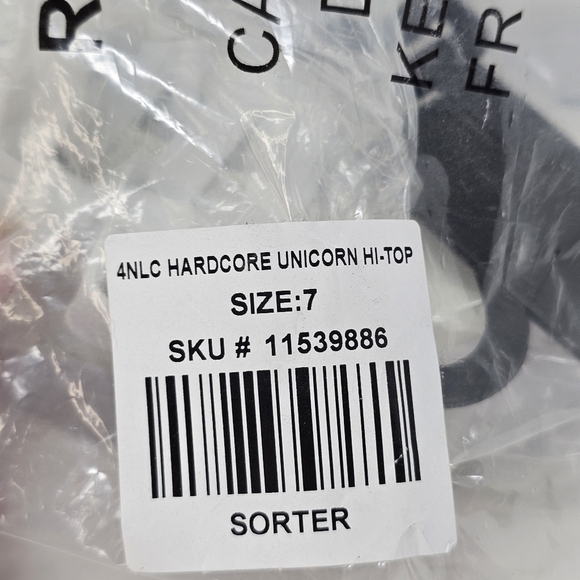 4NLC HARDCORE UNICORN HI-TOP
SIZE:7
SKU # 11539886
SORTER